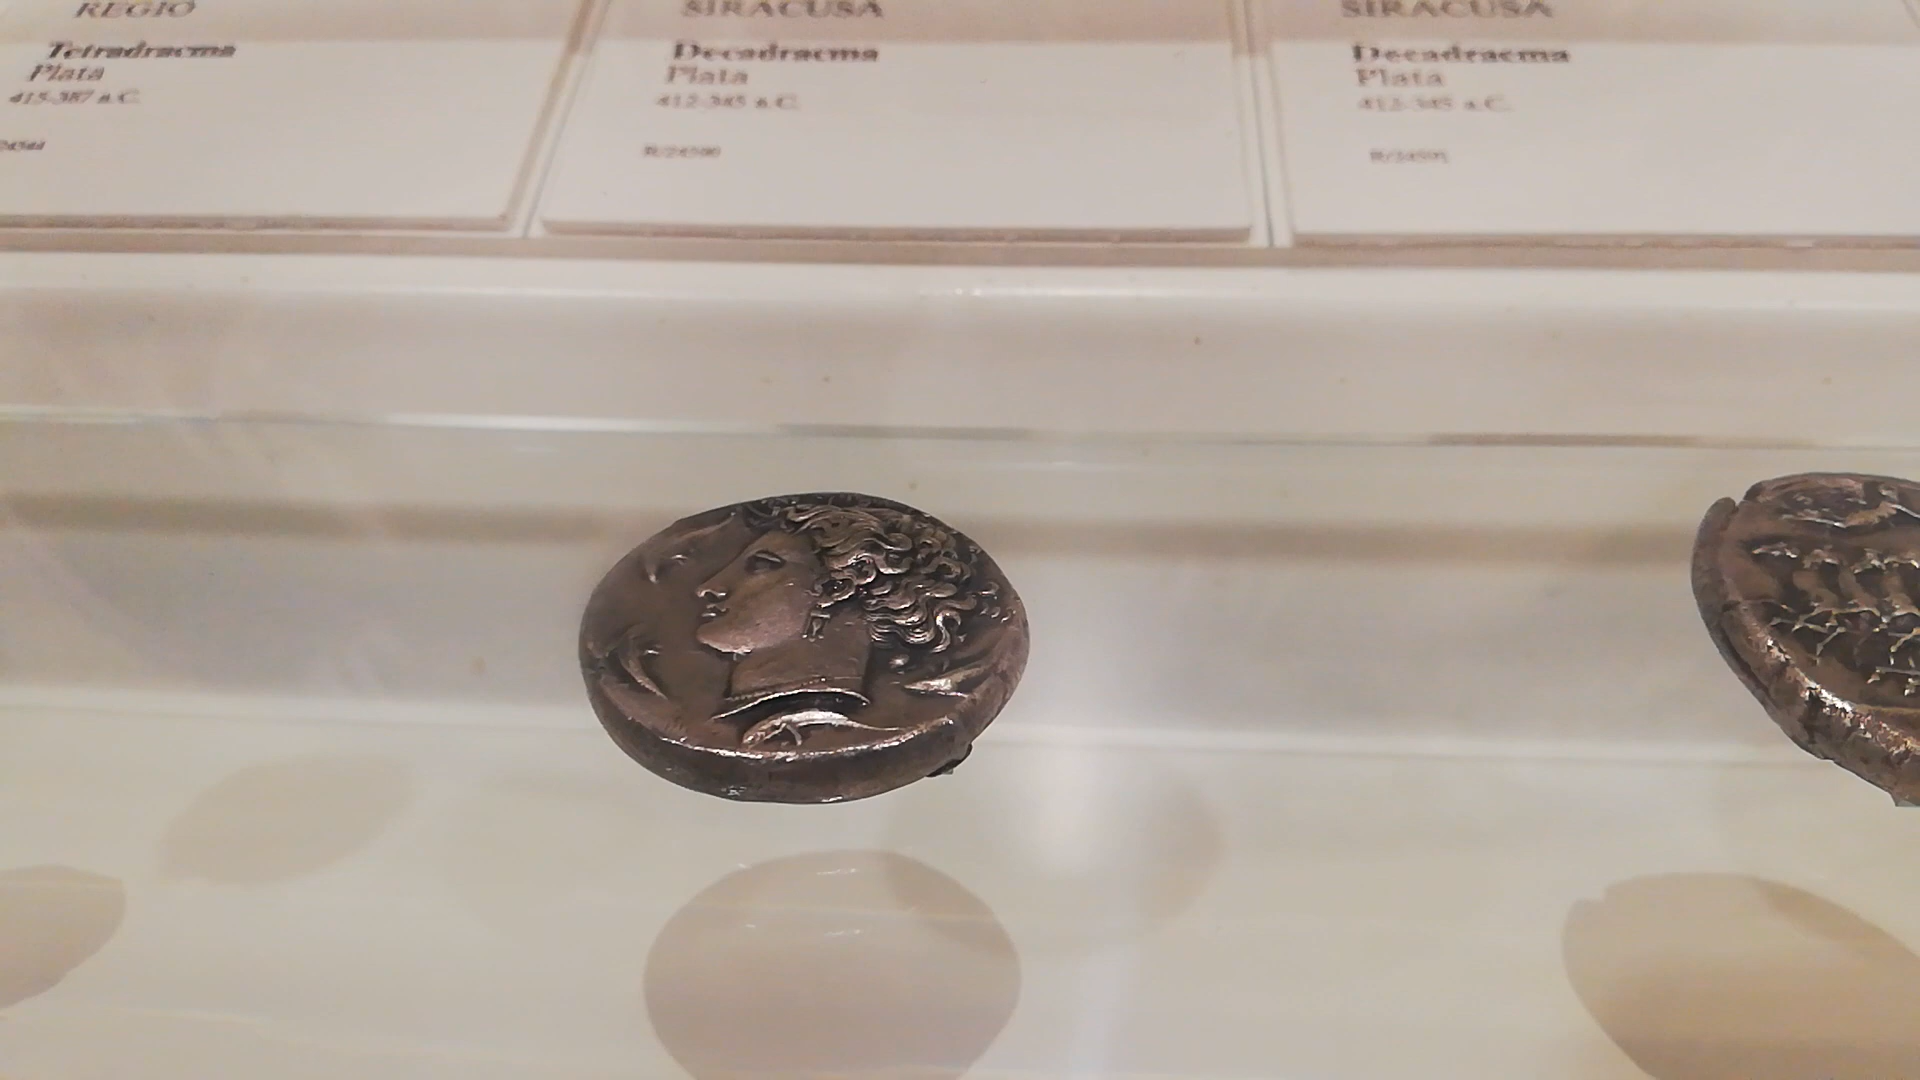 REGIO
Tetradracma
Plata
415-387 a.C.
SIRACUSA
Decadracma
Plata
412-345 a.C.
SIRACUSA
Decadracma
Plata
412-345 a.C.